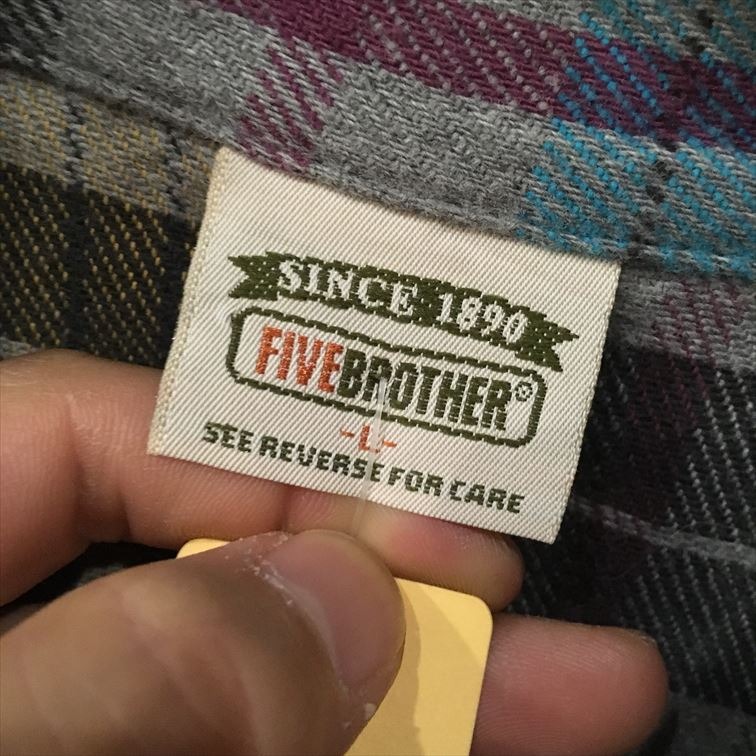 SINCE 1890
FIVEBROTHER®
-L-
SEE REVERSE FOR CARE